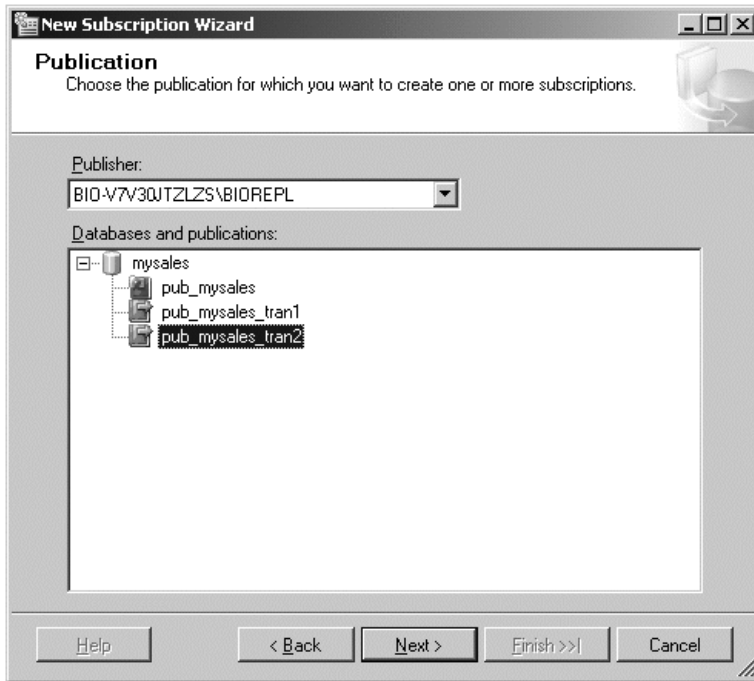 New Subscription Wizard
Publication
Choose the publication for which you want to create one or more subscriptions.
Publisher:
BIO-V7V30JTZLZS\BIOREPL
Databases and publications:
mysales
pub_mysales
pub_mysales_tran1
pub_mysales_tran2
Help < Back Next > Finish >>| Cancel